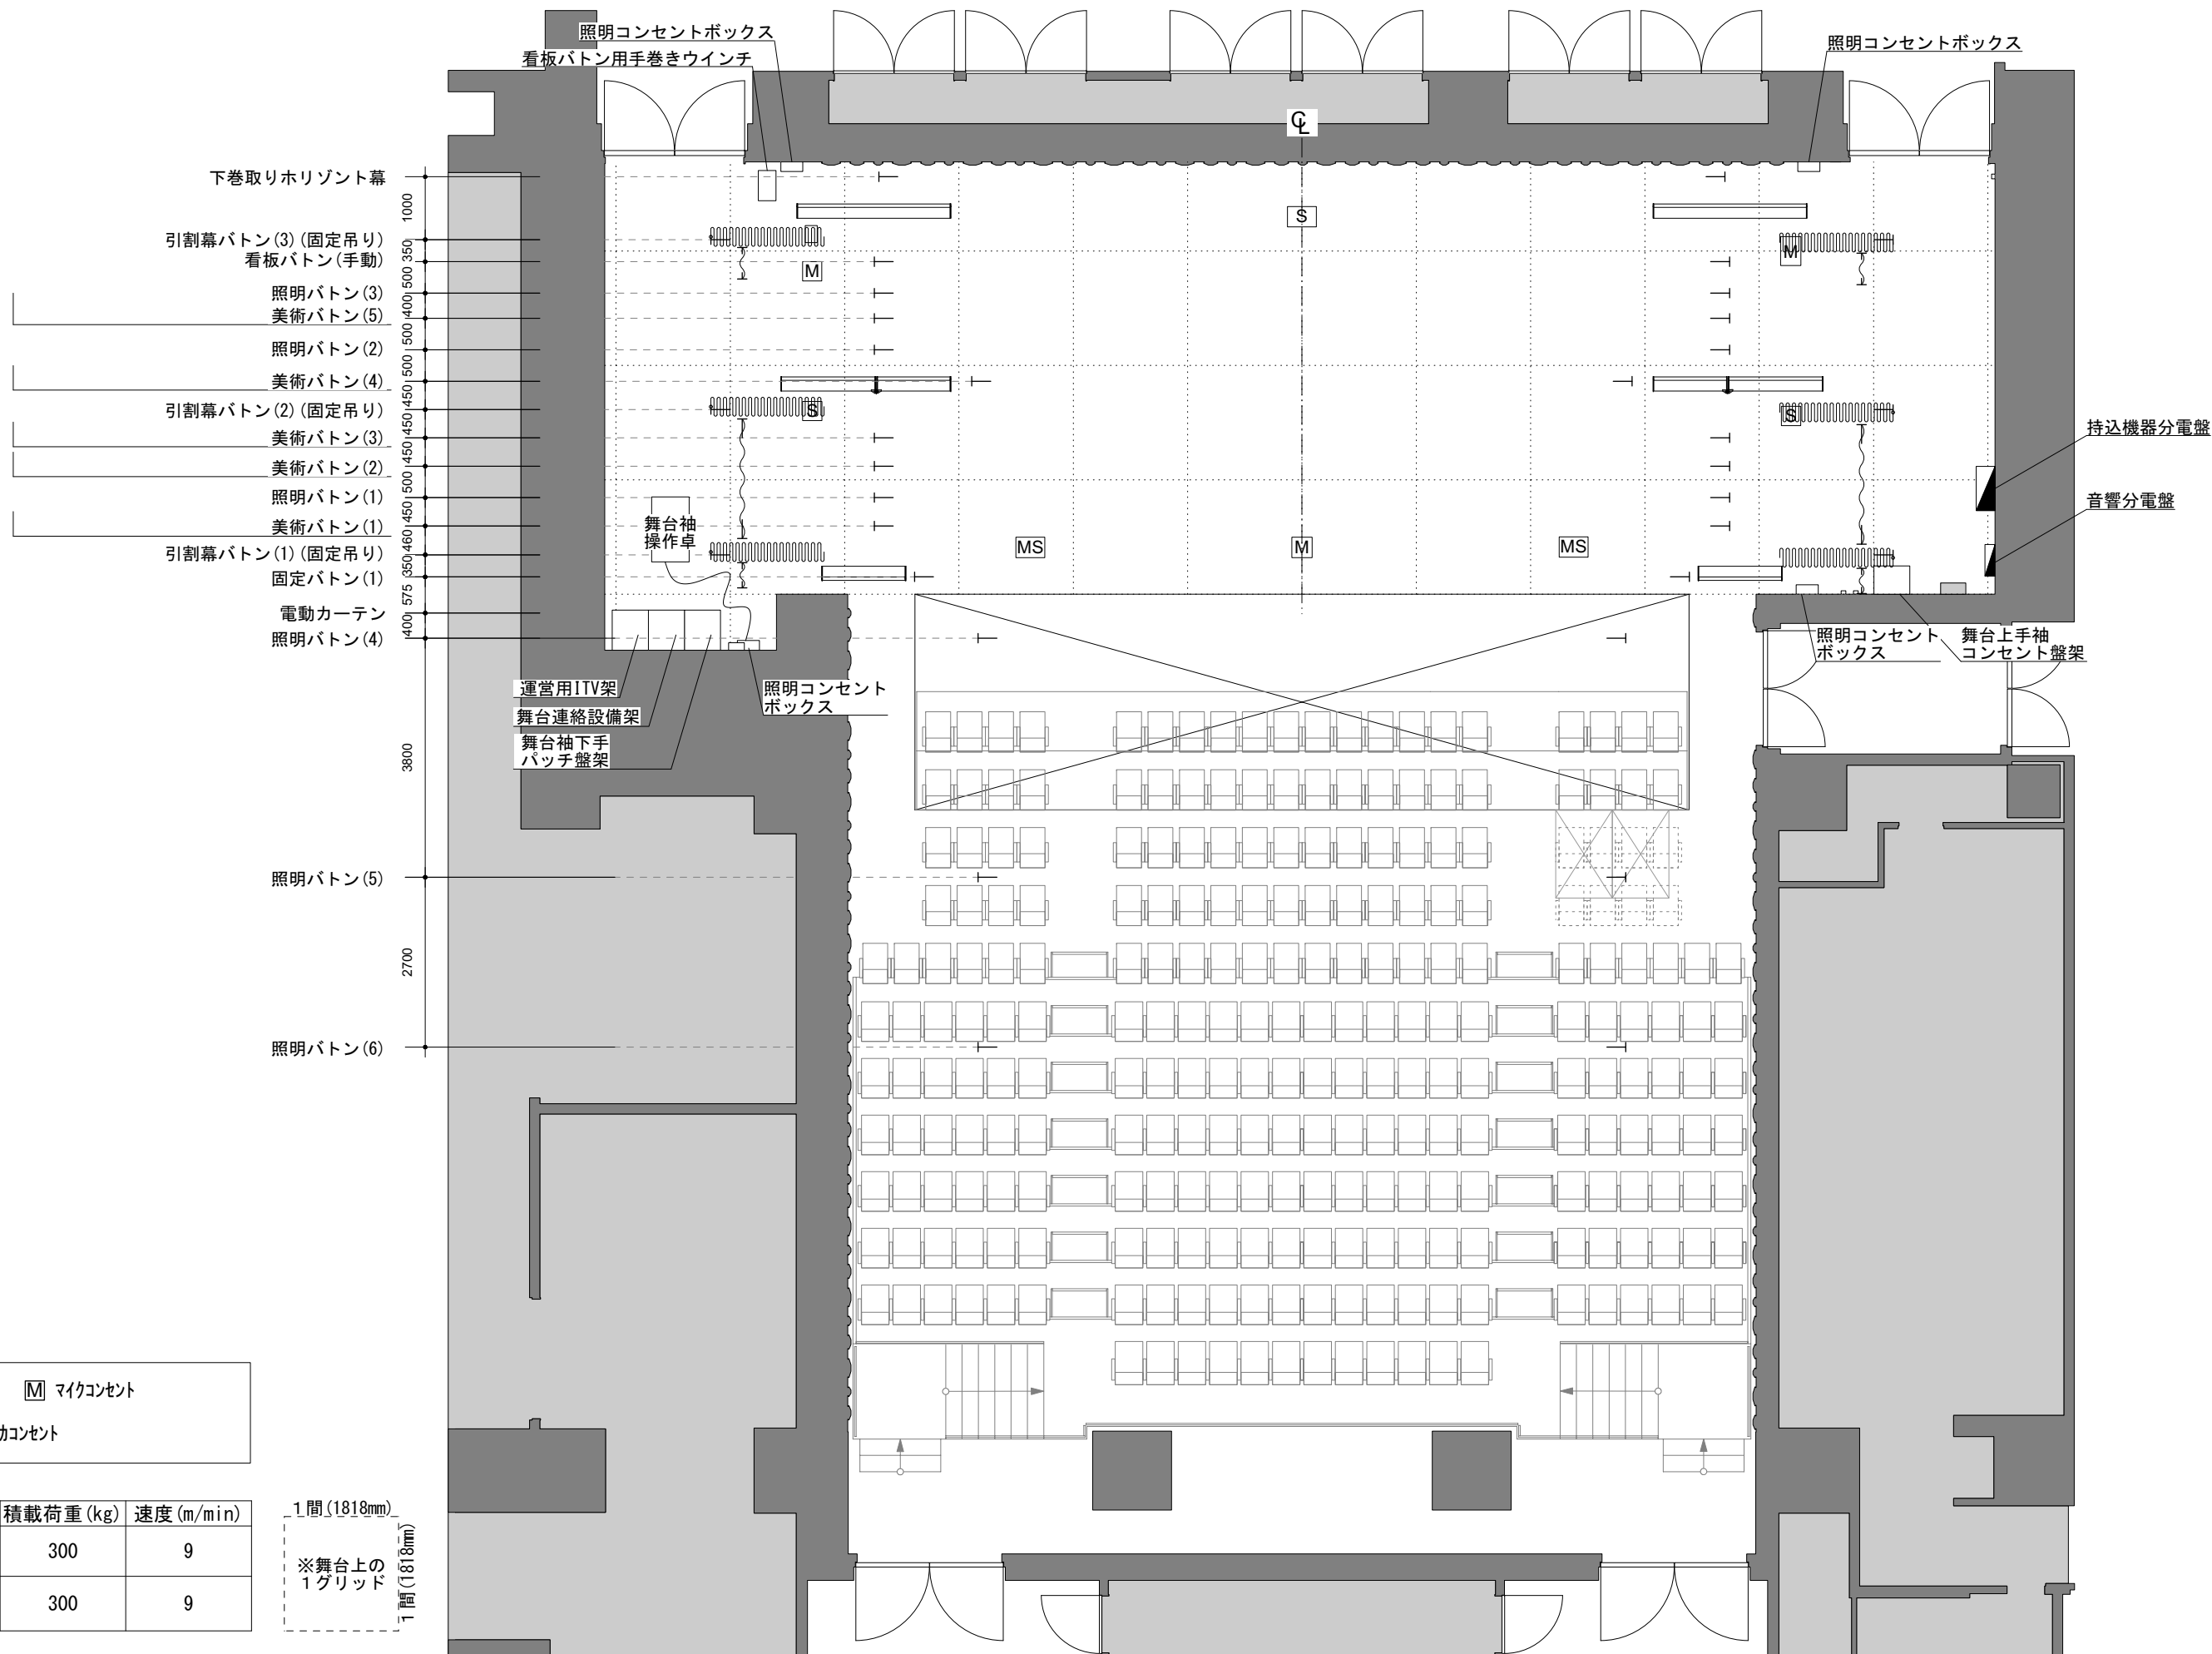 照明コンセントボックス
看板バトン用手巻きウインチ
照明コンセントボックス
℄
下巻取りホリゾント幕
1000
引割幕バトン(3)(固定吊り)
350
看板バトン(手動)
500
照明バトン(3)
400
美術バトン(5)
500
照明バトン(2)
500
美術バトン(4)
450
引割幕バトン(2)(固定吊り)
450
美術バトン(3)
450
美術バトン(2)
500
照明バトン(1)
450
美術バトン(1)
460
引割幕バトン(1)(固定吊り)
350
固定バトン(1)
575
電動カーテン
400
照明バトン(4)
3800
照明バトン(5)
2700
照明バトン(6)
S
M
M
S
S
MS
M
MS
舞台袖
操作卓
持込機器分電盤
音響分電盤
運営用ITV架
舞台連絡設備架
舞台袖下手
パッチ盤架
照明コンセント
ボックス
照明コンセント
ボックス
舞台上手袖
コンセント盤架
M マイクコンセント
カコンセント
積載荷重(kg) 速度(m/min)
300 9
300 9
1間(1818mm)
1間(1818mm)
※舞台上の
1グリッド